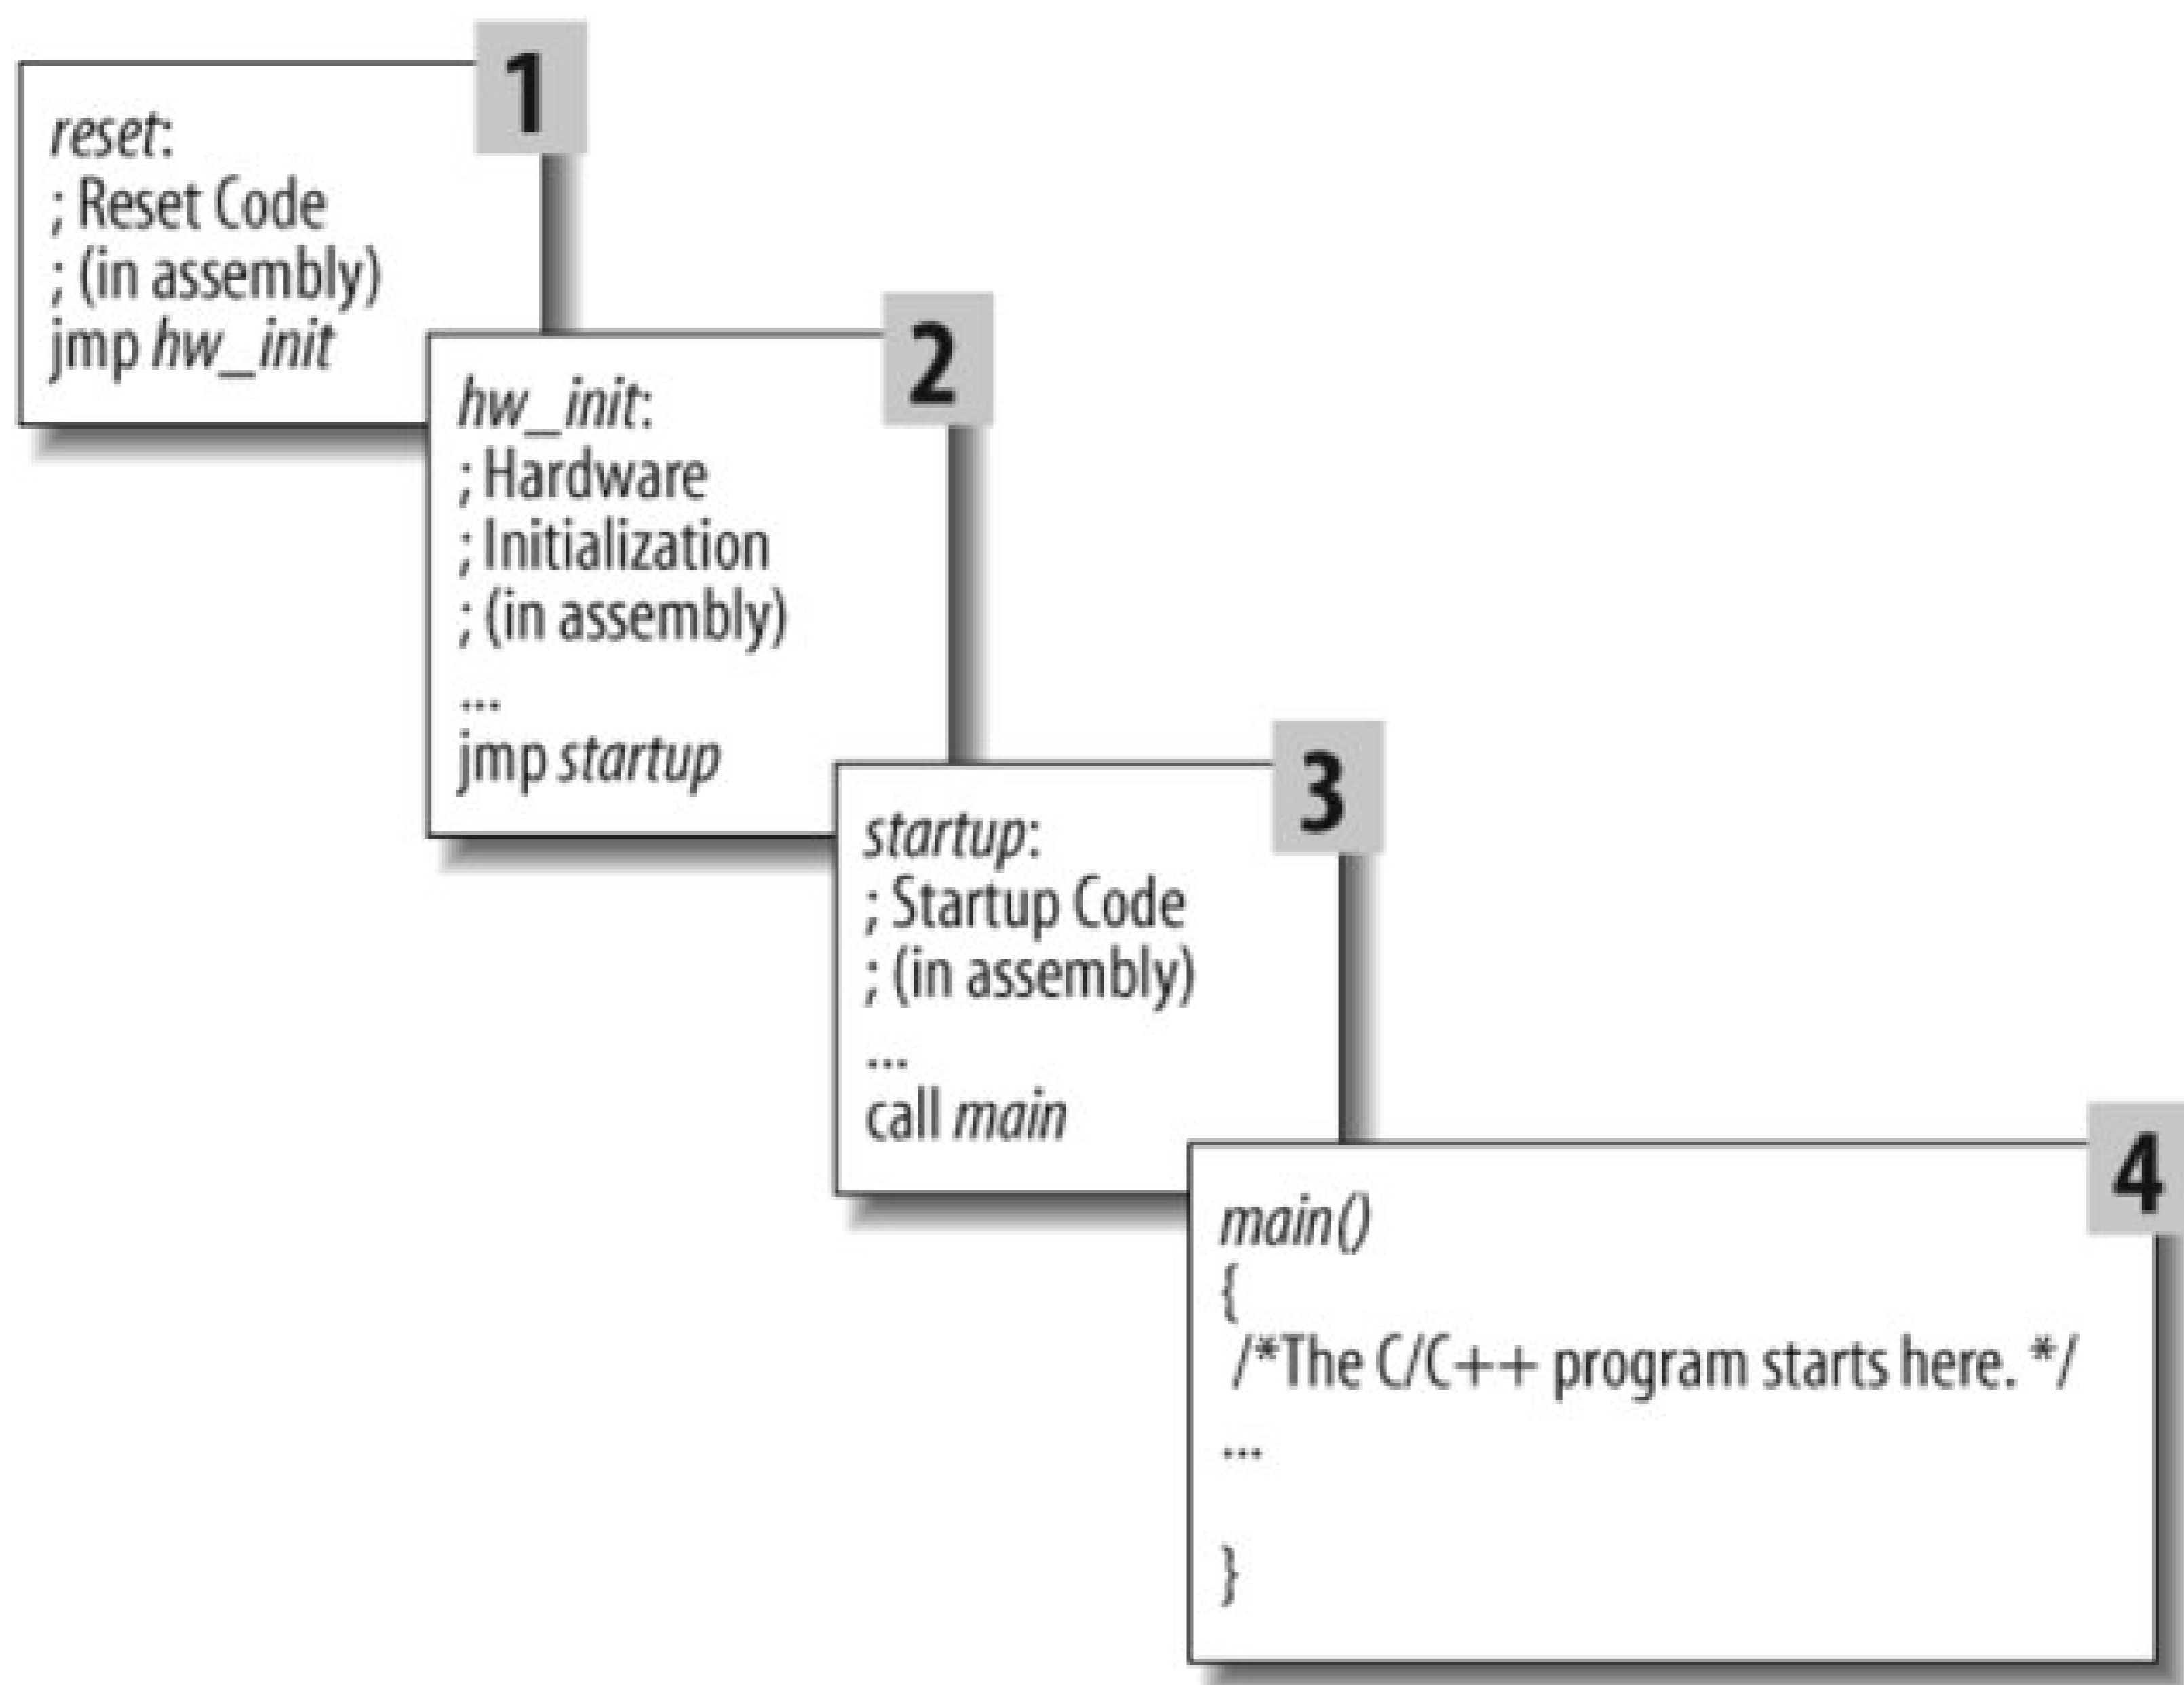 1
reset:
; Reset Code
; (in assembly)
jmp hw_init
2
hw_init:
; Hardware
; Initialization
; (in assembly)
...
jmp startup
3
startup:
; Startup Code
; (in assembly)
...
call main
4
main()
{
/*The C/C++ program starts here. */
...
}